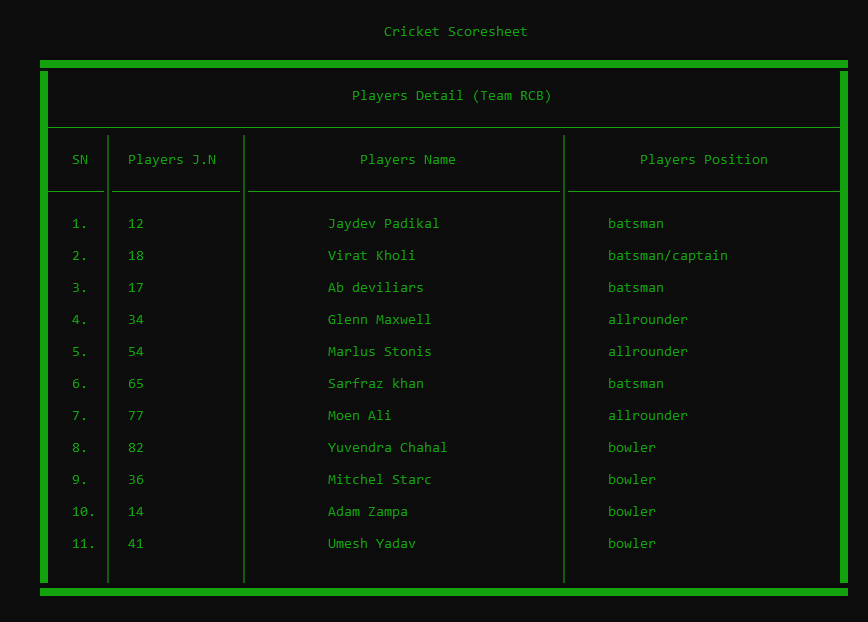 Cricket Scoresheet
Players Detail (Team RCB)
SN Players J.N Players Name Players Position
1. 12 Jaydev Padikal batsman
2. 18 Virat Kholi batsman/captain
3. 17 Ab deviliars batsman
4. 34 Glenn Maxwell allrounder
5. 54 Marlus Stonis allrounder
6. 65 Sarfraz khan batsman
7. 77 Moen Ali allrounder
8. 82 Yuvendra Chahal bowler
9. 36 Mitchel Starc bowler
10. 14 Adam Zampa bowler
11. 41 Umesh Yadav bowler